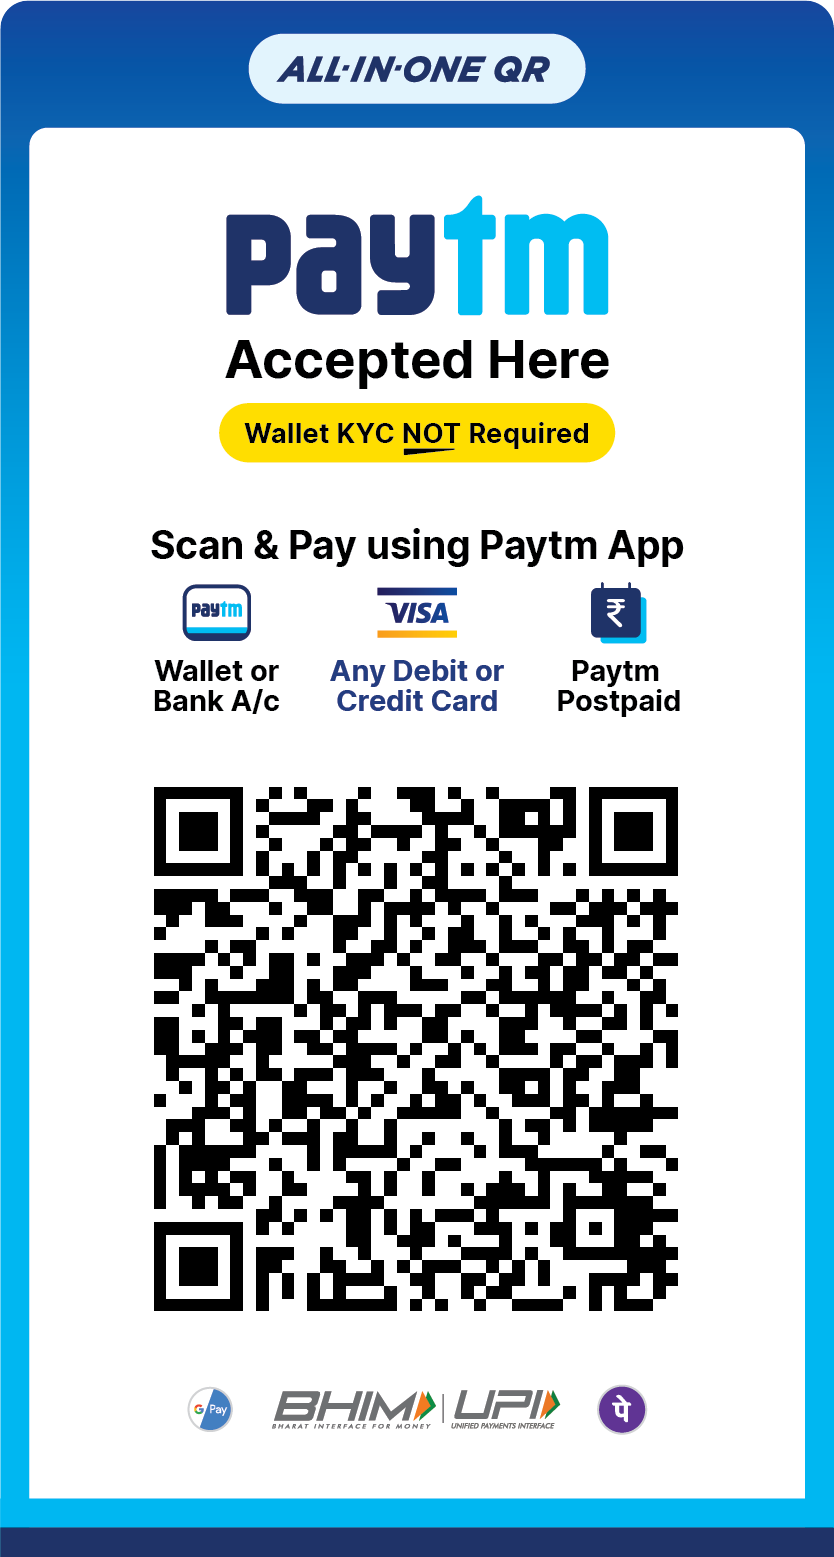 ALL-IN-ONE QR
paytm
Accepted Here
Wallet KYC NOT Required
Scan & Pay using Paytm App
paytm
VISA
₹
Wallet or
Bank A/c
Any Debit or
Credit Card
Paytm
Postpaid
G Pay
BHIM
BHARAT INTERFACE FOR MONEY
UPI
UNIFIED PAYMENTS INTERFACE
पे